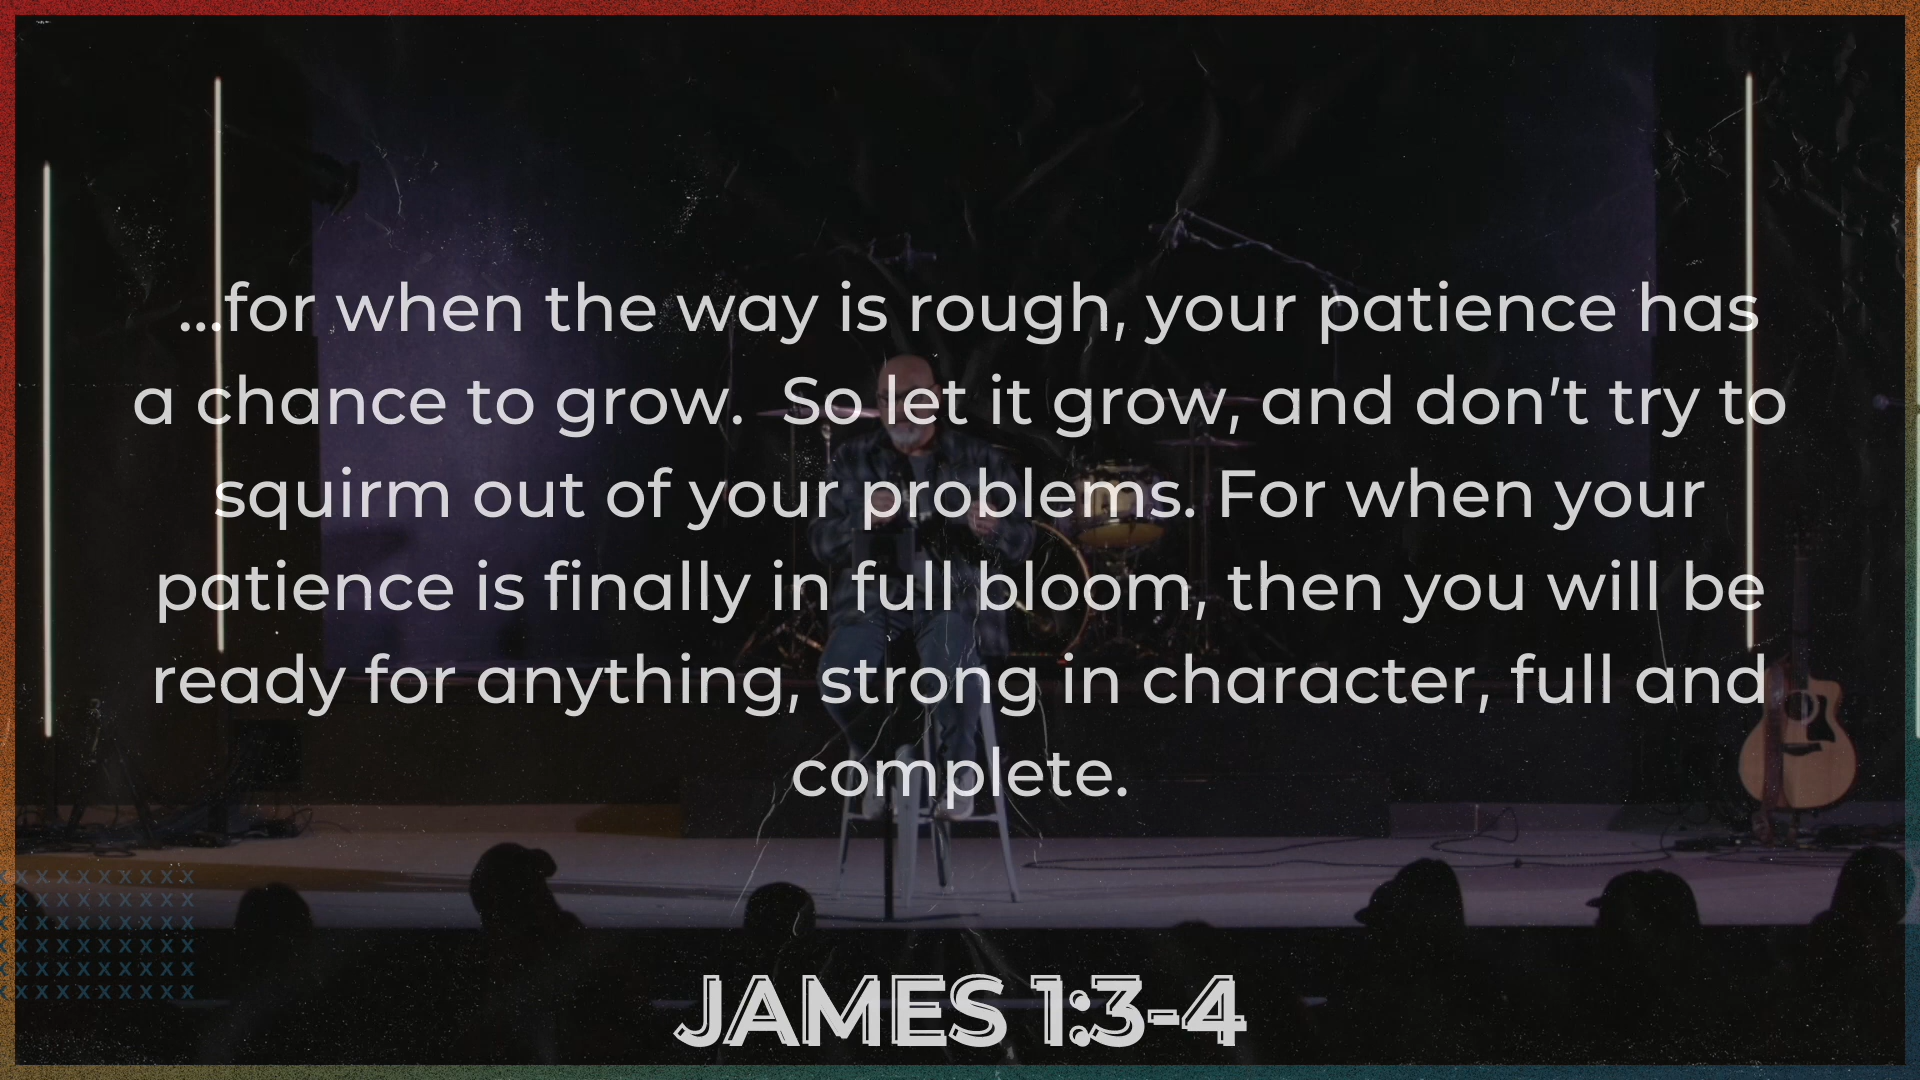 ...for when the way is rough, your patience has
a chance to grow.  So let it grow, and don’t try to
squirm out of your problems. For when your
patience is finally in full bloom, then you will be
ready for anything, strong in character, full and
complete.
JAMES 1:3-4